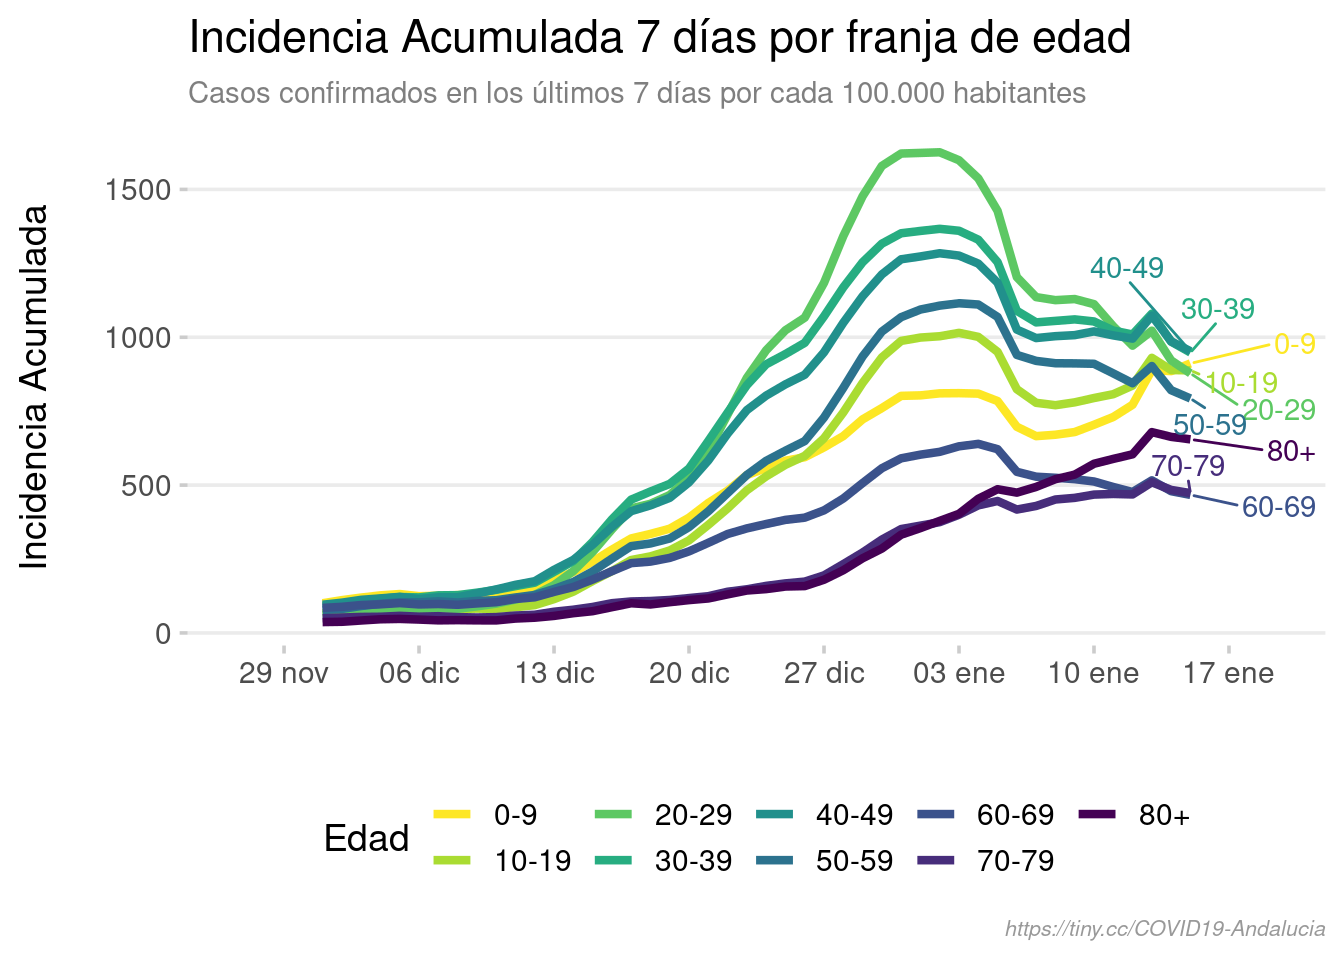 Incidencia Acumulada 7 días por franja de edad
Casos confirmados en los últimos 7 días por cada 100.000 habitantes
Incidencia Acumulada
1500
1000
500
0
40-49
30-39
0-9
10-19
20-29
50-59
80+
70-79
60-69
29 nov 06 dic 13 dic 20 dic 27 dic 03 ene 10 ene 17 ene
Edad
0-9 20-29 40-49 60-69 80+
10-19 30-39 50-59 70-79
https://tiny.cc/COVID19-Andalucia